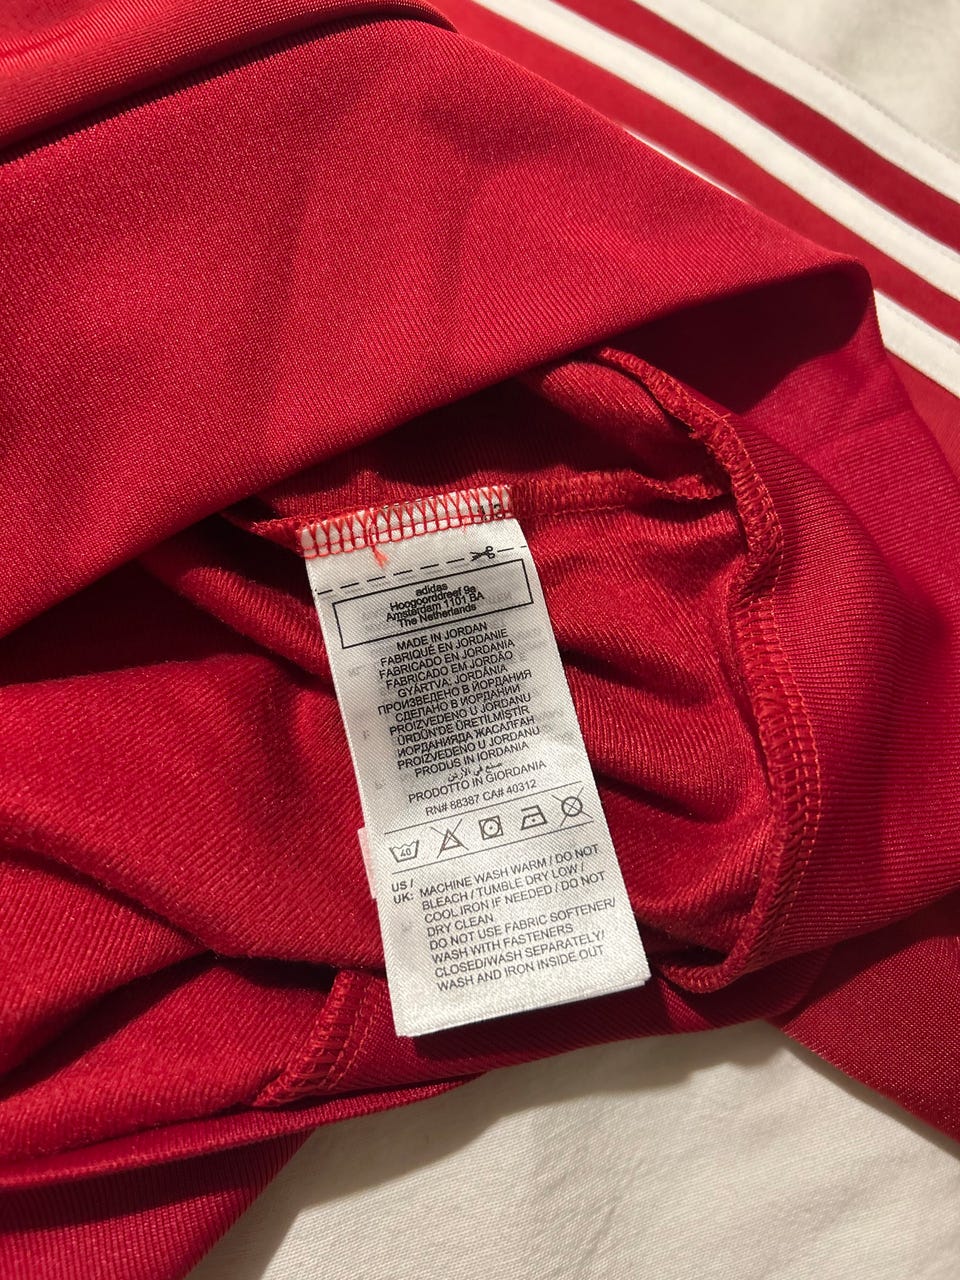 1/3
adidas
Hoogoorddreef 9a
Amsterdam 1101 BA
The Netherlands
MADE IN JORDAN
FABRIQUÉ EN JORDANIE
FABRICADO EN JORDANIA
FABRICADO EM JORDÃO
GYÁRTVA: JORDÁNIA
ПРОИЗВЕДЕНО В ИОРДАНИЯ
СДЕЛАНО В ИОРДАНИИ
PROIZVEDENO U JORDANU
ÜRDÜN'DE ÜRETİLMİŞTİR
ИОРДАНИЯДА ЖАСАЛҒАН
PROIZVEDENO U JORDANU
PRODUS IN IORDANIA
صنع في الأردن
PRODOTTO IN GIORDANIA
RN# 88387 CA# 40312
40
US / UK: MACHINE WASH WARM / DO NOT
BLEACH / TUMBLE DRY LOW /
COOL IRON IF NEEDED / DO NOT
DRY CLEAN
DO NOT USE FABRIC SOFTENER/
WASH WITH FASTENERS
CLOSED/WASH SEPARATELY/
WASH AND IRON INSIDE OUT